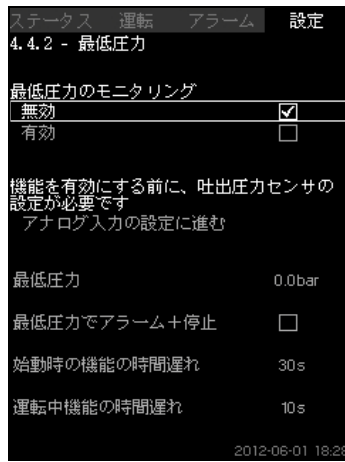 ステータス 運転 アラーム 設定
4.4.2 - 最低圧力
最低圧力のモニタリング
無効
有効
機能を有効にする前に、吐出圧力センサの
設定が必要です
アナログ入力の設定に進む
最低圧力 0.0bar
最低圧力でアラーム＋停止
始動時の機能の時間遅れ 30s
運転中機能の時間遅れ 10s
2012-06-01 18:28